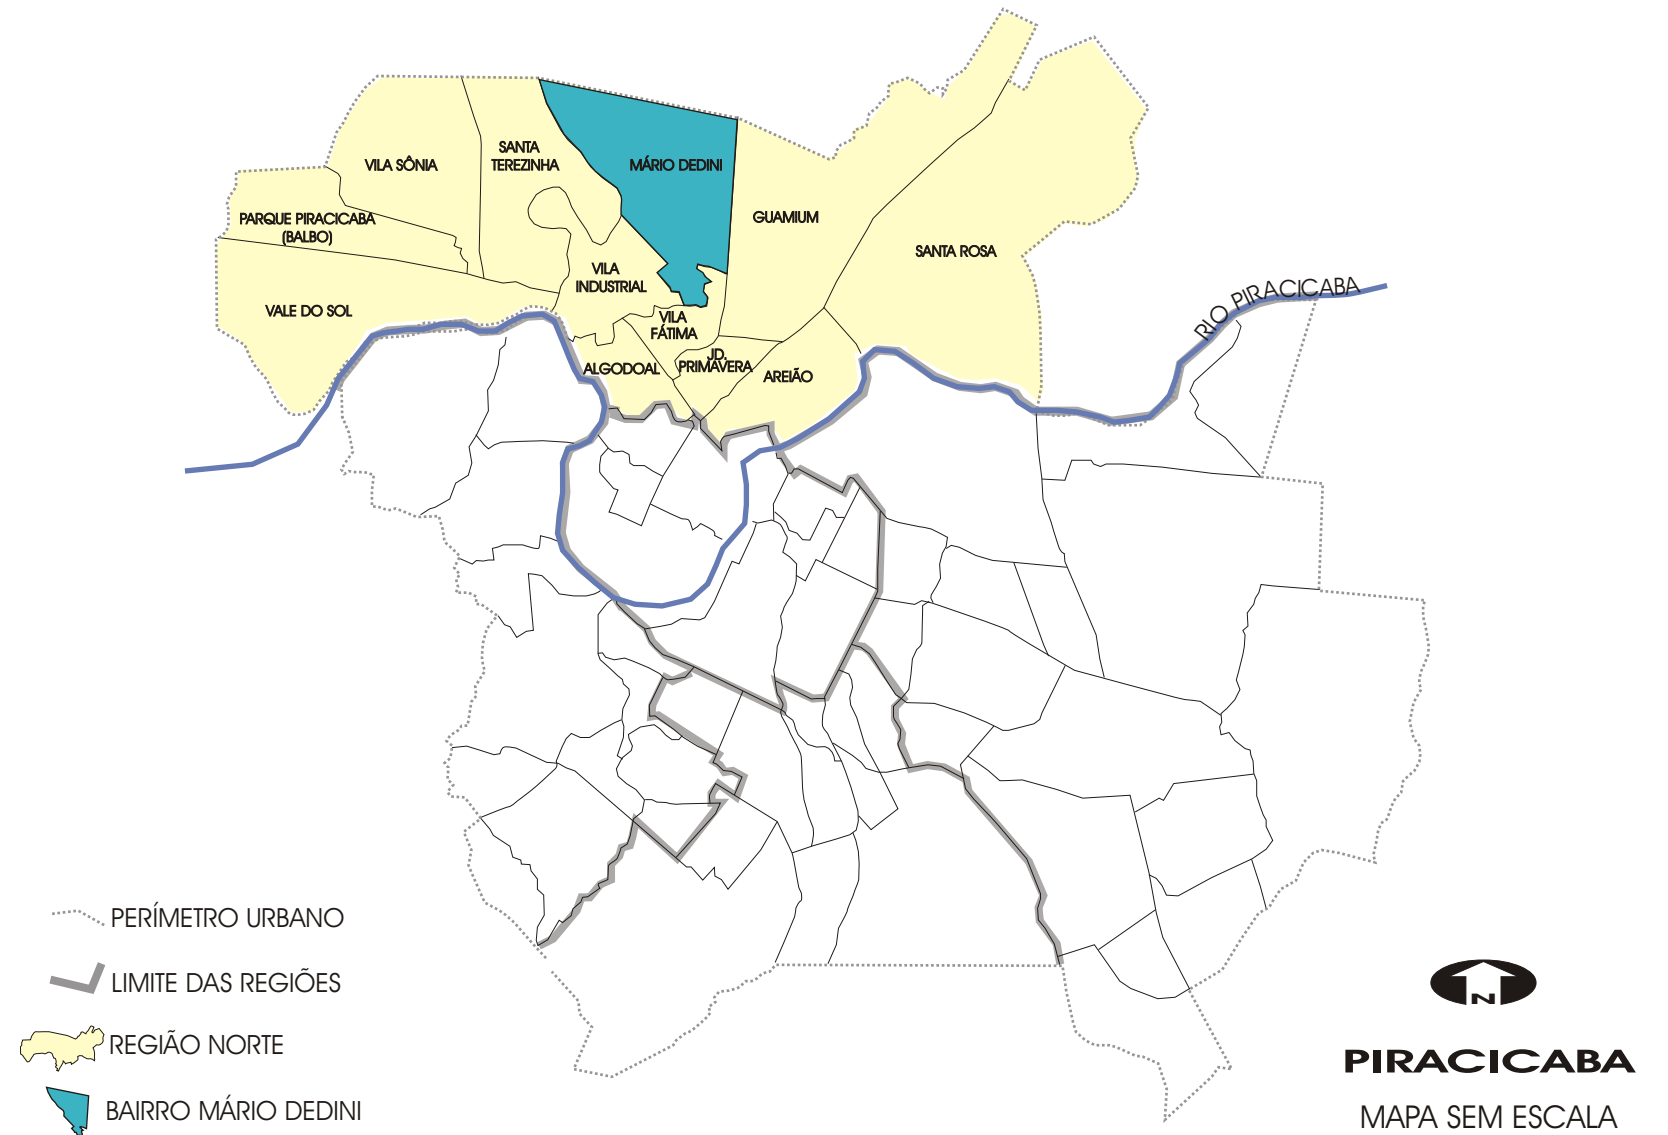 SANTA
TEREZINHA
VILA SÔNIA
MÁRIO DEDINI
PARQUE PIRACICABA
(BALBO)
GUAMIUM
SANTA ROSA
VILA
INDUSTRIAL
VALE DO SOL
RIO PIRACICABA
VILA
FÁTIMA
JD.
PRIMAVERA
ALGODOAL
AREIÃO
PERÍMETRO URBANO
LIMITE DAS REGIÕES
REGIÃO NORTE
BAIRRO MÁRIO DEDINI
N
PIRACICABA
MAPA SEM ESCALA